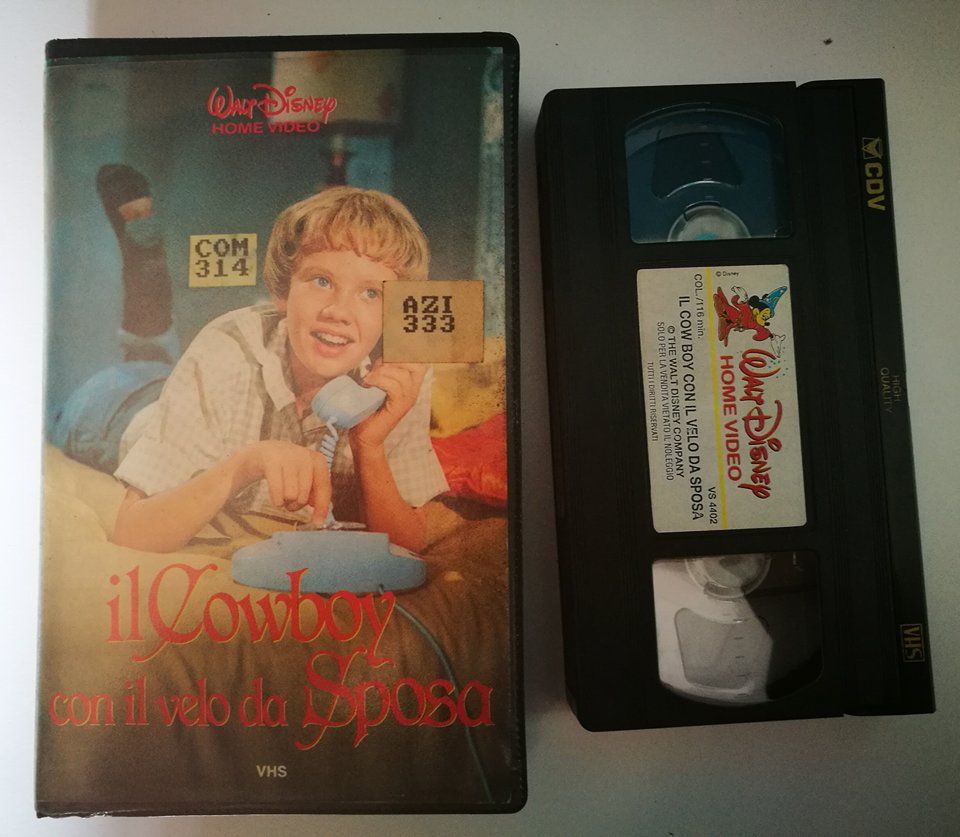 WALT DISNEY
HOME VIDEO
COM
314
AZI
333
il Cowboy
con il velo da Sposa
VHS
CDV
HIGH
QUALITY
VHS
© Disney
WALT DISNEY
HOME VIDEO
VS 4402
COL./116 min.
IL COW BOY CON IL VELO DA SPOSA
© THE WALT DISNEY COMPANY
SOLO PER LA VENDITA VIETATO IL NOLEGGIO
TUTTI I DIRITTI RISERVATI